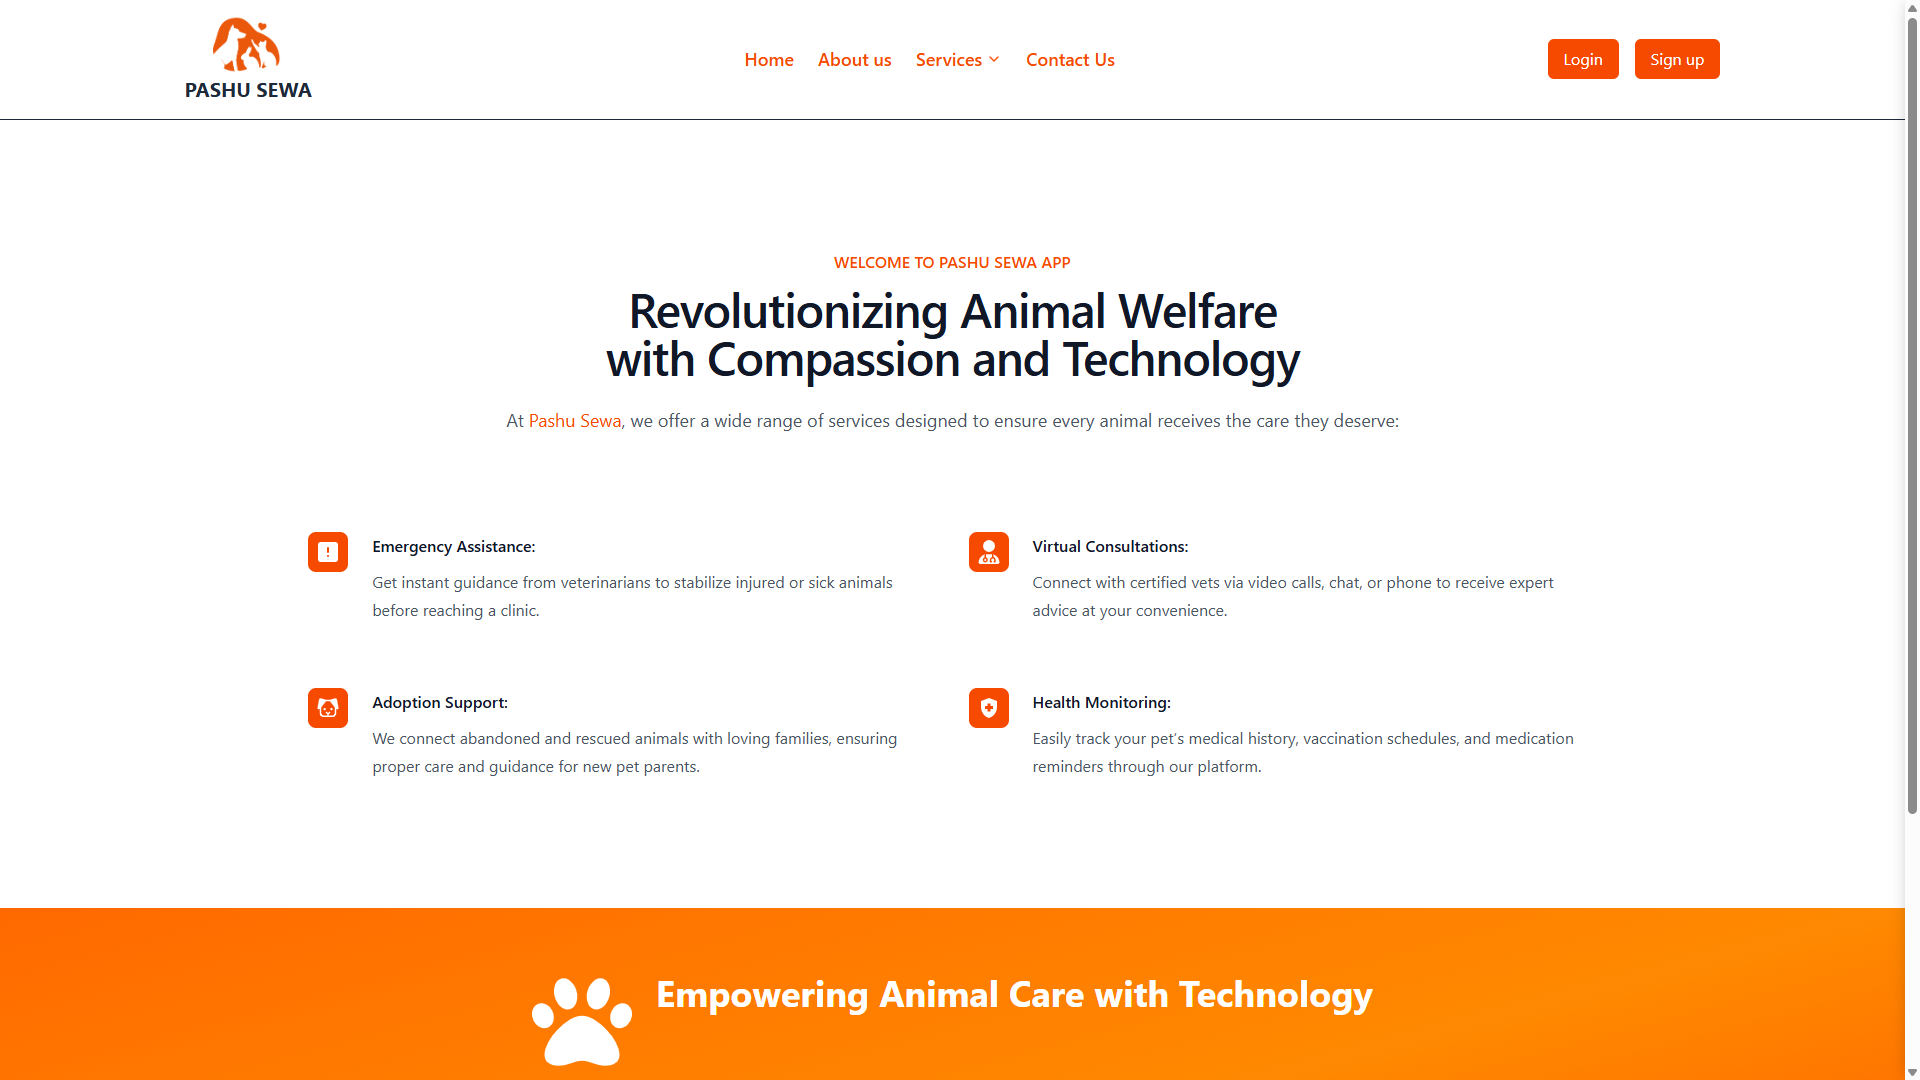 PASHU SEWA
Home
About us
Services
Contact Us
Login
Sign up
WELCOME TO PASHU SEWA APP
Revolutionizing Animal Welfare
with Compassion and Technology
At Pashu Sewa, we offer a wide range of services designed to ensure every animal receives the care they deserve:
Emergency Assistance:
Get instant guidance from veterinarians to stabilize injured or sick animals
before reaching a clinic.
Virtual Consultations:
Connect with certified vets via video calls, chat, or phone to receive expert
advice at your convenience.
Adoption Support:
We connect abandoned and rescued animals with loving families, ensuring
proper care and guidance for new pet parents.
Health Monitoring:
Easily track your pet’s medical history, vaccination schedules, and medication
reminders through our platform.
Empowering Animal Care with Technology